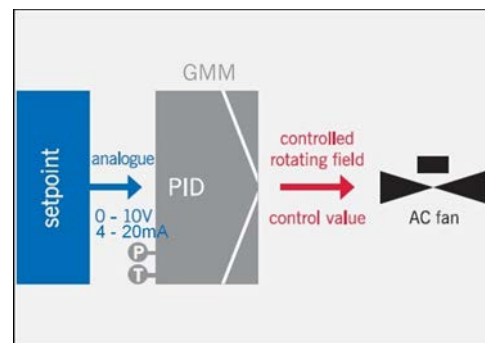 GMM
setpoint
analogue
0 - 10V
4 - 20mA
P
T
PID
controlled
rotating field
control value
AC fan